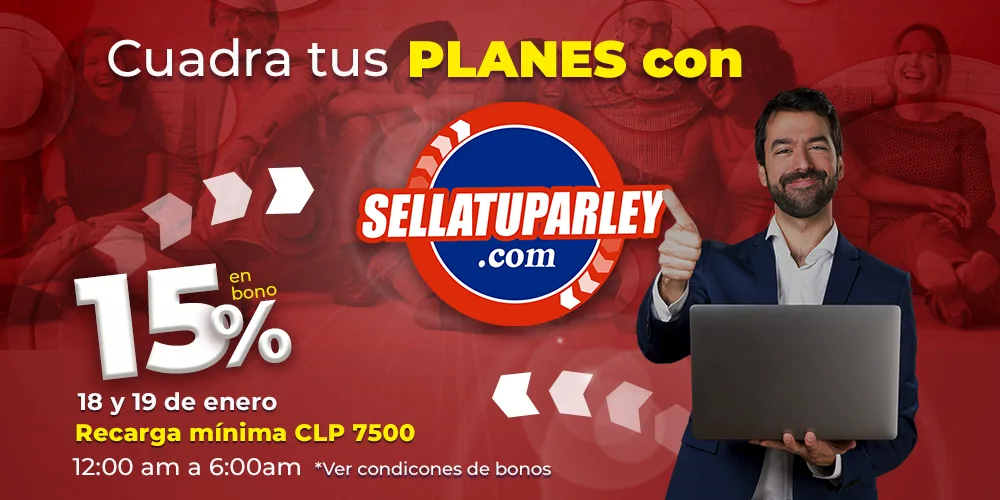 Cuadra tus PLANES con
SELLATUPARLEY
.com
15%
en
bono
18 y 19 de enero
Recarga mínima CLP 7500
12:00 am a 6:00am *Ver condicones de bonos